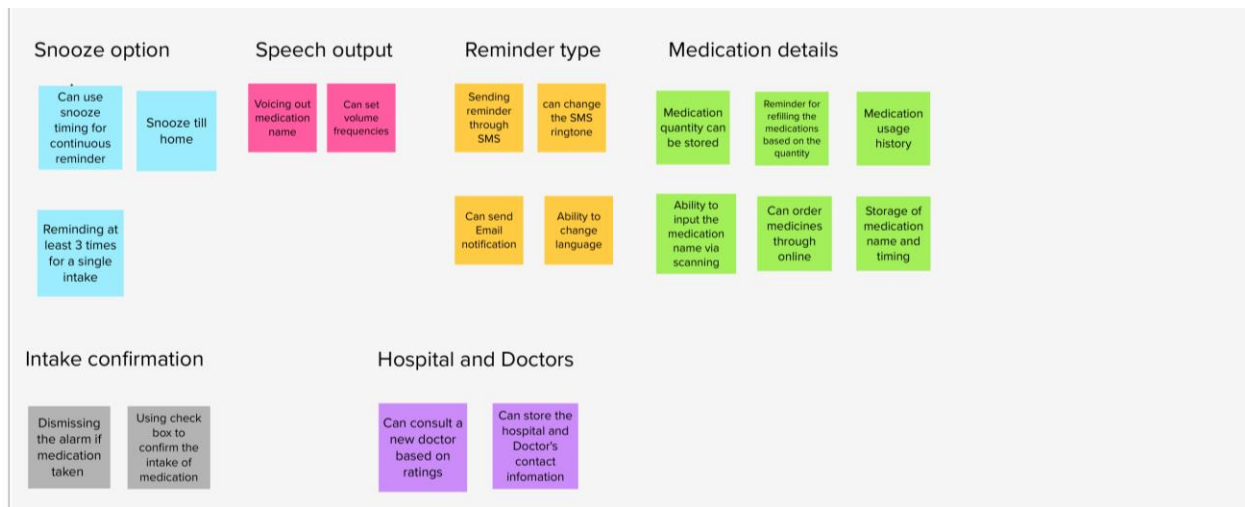 Snooze option
Can use
snooze
timing for
continuous
reminder
Snooze till
home
Reminding at
least 3 times
for a single
intake
Speech output
Voicing out
medication
name
Can set
volume
frequencies
Reminder type
Sending
reminder
through
SMS
can change
the SMS
ringtone
Can send
Email
notification
Ability to
change
language
Medication details
Medication
quantity can
be stored
Reminder for
refilling the
medications
based on the
quantity
Medication
usage
history
Ability to
input the
medication
name via
scanning
Can order
medicines
through
online
Storage of
medication
name and
timing
Intake confirmation
Dismissing
the alarm if
medication
taken
Using check
box to
confirm the
intake of
medication
Hospital and Doctors
Can consult a
new doctor
based on
ratings
Can store the
hospital and
Doctor's
contact
infomation